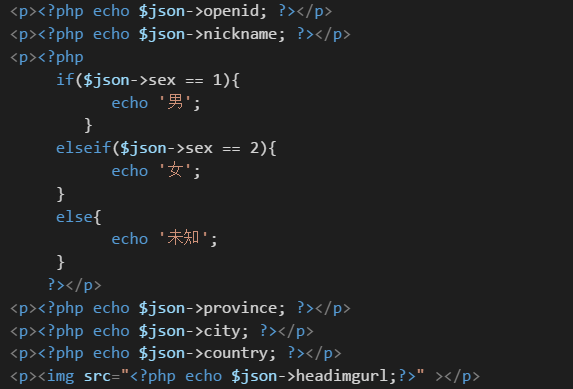 <p><?php echo $json->openid; ?></p>
<p><?php echo $json->nickname; ?></p>
<p><?php
if($json->sex == 1){
echo '男';
}
elseif($json->sex == 2){
echo '女';
}
else{
echo '未知';
}
?></p>
<p><?php echo $json->province; ?></p>
<p><?php echo $json->city; ?></p>
<p><?php echo $json->country; ?></p>
<p><img src="<?php echo $json->headimgurl;?>" ></p>